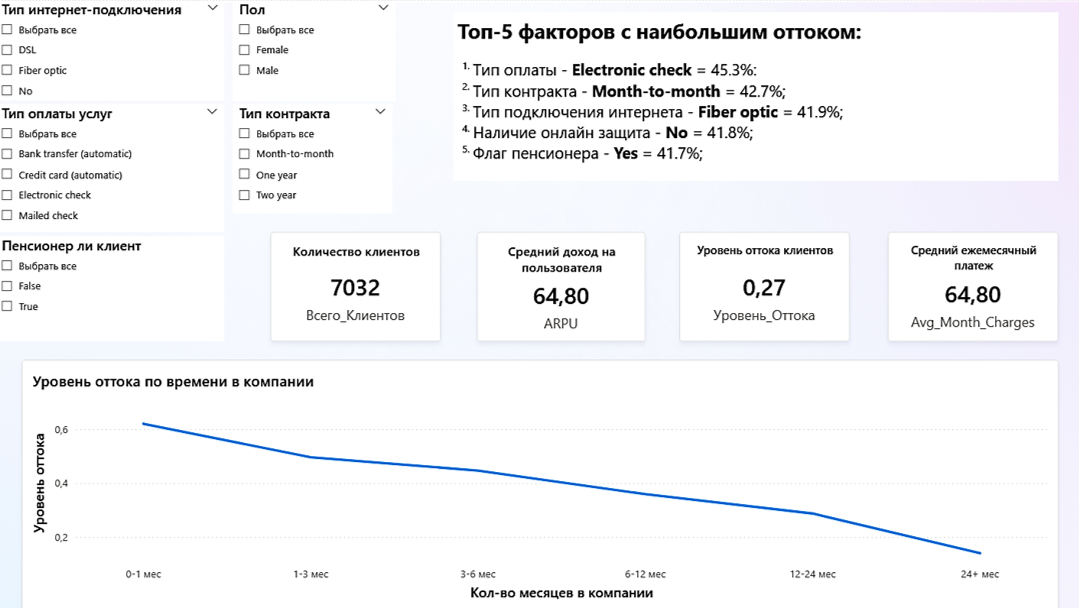 Тип интернет-подключения
Выбрать все
DSL
Fiber optic
No
Пол
Выбрать все
Female
Male
Тип оплаты услуг
Выбрать все
Bank transfer (automatic)
Credit card (automatic)
Electronic check
Mailed check
Тип контракта
Выбрать все
Month-to-month
One year
Two year
Пенсионер ли клиент
Выбрать все
False
True
Топ-5 факторов с наибольшим оттоком:
1. Тип оплаты - Electronic check = 45.3%:
2. Тип контракта - Month-to-month = 42.7%;
3. Тип подключения интернета - Fiber optic = 41.9%;
4. Наличие онлайн защита - No = 41.8%;
5. Флаг пенсионера - Yes = 41.7%;
Количество клиентов
7032
Всего_Клиентов
Средний доход на
пользователя
64,80
ARPU
Уровень оттока клиентов
0,27
Уровень_Оттока
Средний ежемесячный
платеж
64,80
Avg_Month_Charges
Уровень оттока по времени в компании
Уровень оттока
0,6
0,4
0,2
0-1 мес
1-3 мес
3-6 мес
6-12 мес
12-24 мес
24+ мес
Кол-во месяцев в компании